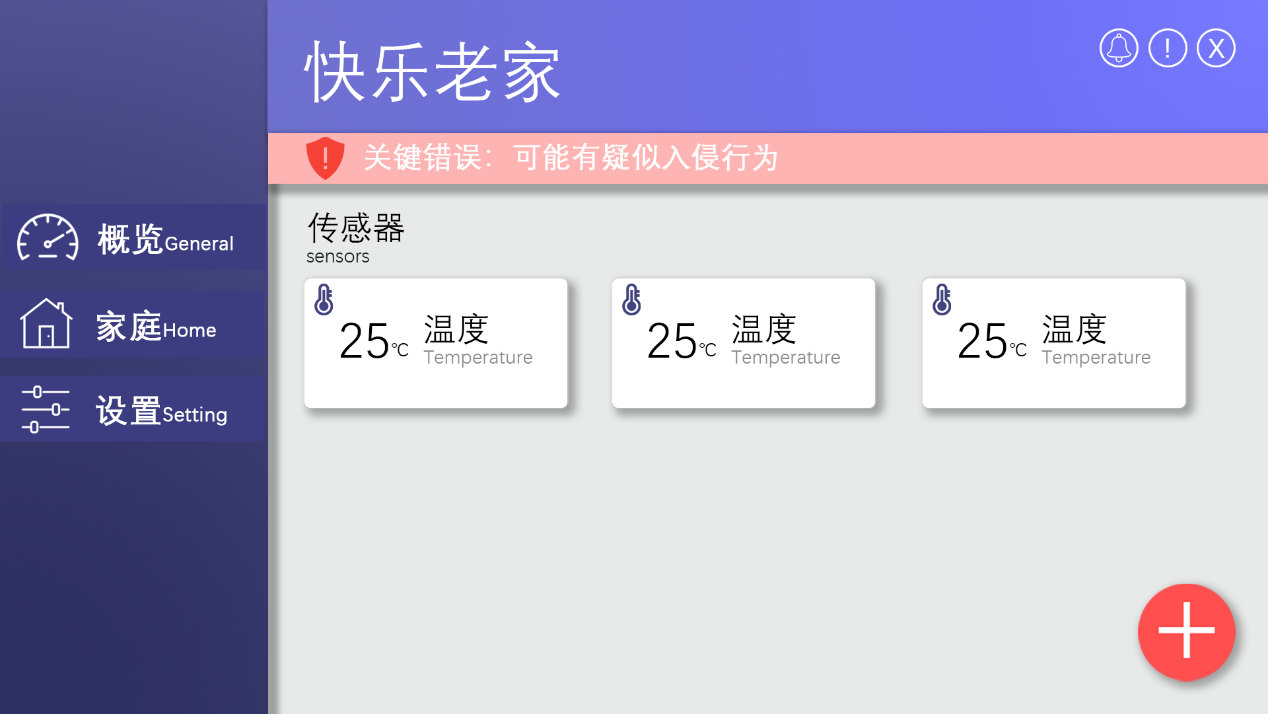 快乐老家
X
关键错误：可能有疑似入侵行为
概览General
家庭Home
设置Setting
传感器
sensors
25℃ 温度
Temperature
25℃ 温度
Temperature
25℃ 温度
Temperature